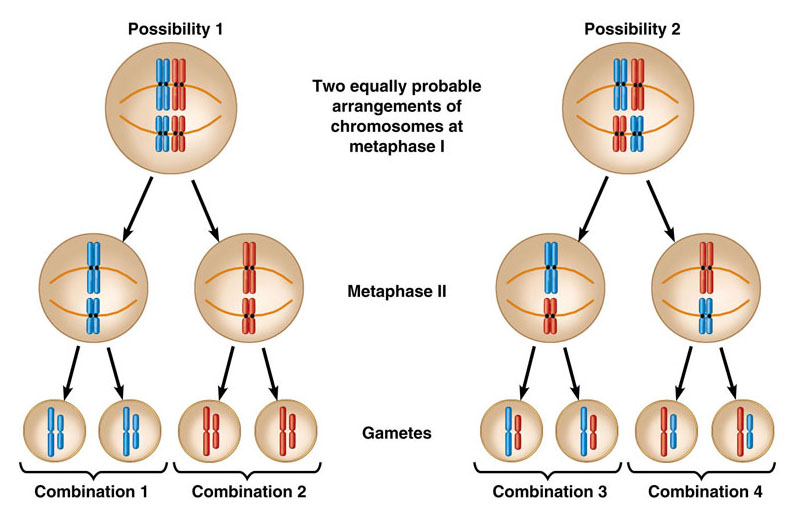 Possibility 1
Possibility 2
Two equally probable
arrangements of
chromosomes at
metaphase I
Metaphase II
Gametes
Combination 1
Combination 2
Combination 3
Combination 4